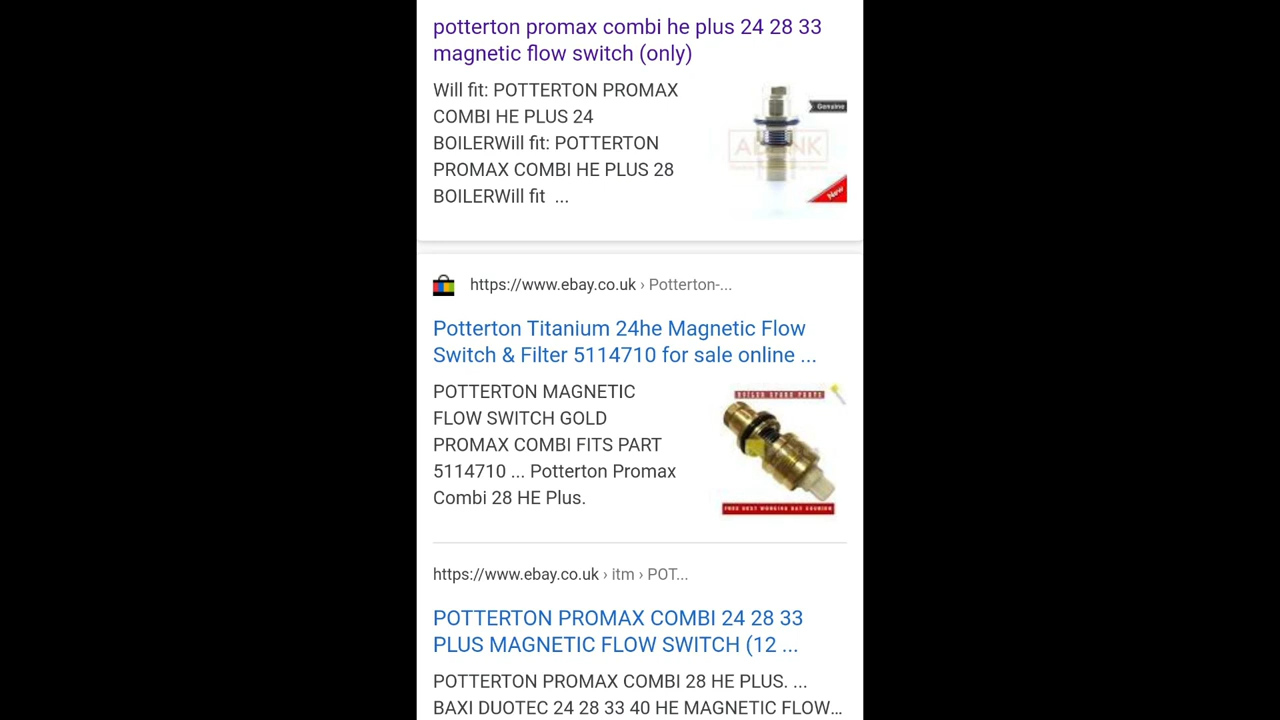 potterton promax combi he plus 24 28 33
magnetic flow switch (only)
Will fit: POTTERTON PROMAX
COMBI HE PLUS 24
BOILERWill fit: POTTERTON
PROMAX COMBI HE PLUS 28
BOILERWill fit ...
Genuine
New
https://www.ebay.co.uk › Potterton-...
Potterton Titanium 24he Magnetic Flow
Switch & Filter 5114710 for sale online ...
POTTERTON MAGNETIC
FLOW SWITCH GOLD
PROMAX COMBI FITS PART
5114710 ... Potterton Promax
Combi 28 HE Plus.
BOILER SPARE PARTS
https://www.ebay.co.uk › itm › POT...
POTTERTON PROMAX COMBI 24 28 33
PLUS MAGNETIC FLOW SWITCH (12 ...
POTTERTON PROMAX COMBI 28 HE PLUS. ...
BAXI DUOTEC 24 28 33 40 HE MAGNETIC FLOW...